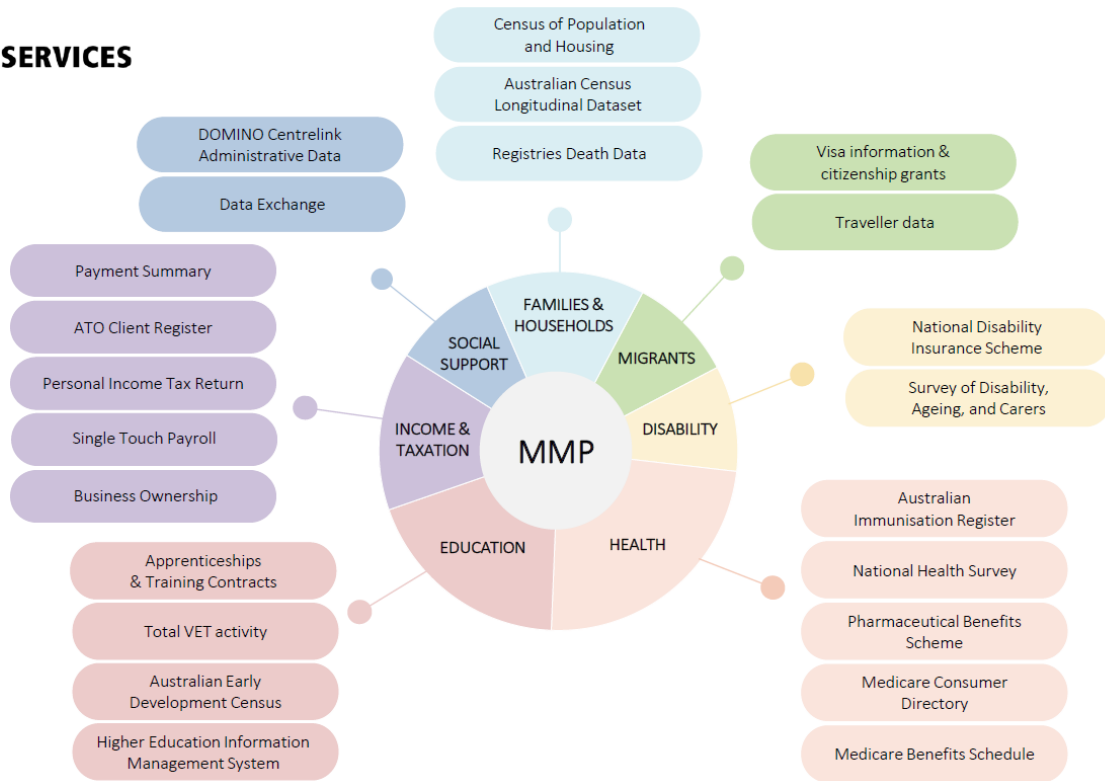 SERVICES
Census of Population
and Housing
Australian Census
Longitudinal Dataset
Registries Death Data
DOMINO Centrelink
Administrative Data
Data Exchange
Visa information &
citizenship grants
Traveller data
Payment Summary
ATO Client Register
Personal Income Tax Return
Single Touch Payroll
Business Ownership
National Disability
Insurance Scheme
Survey of Disability,
Ageing, and Carers
FAMILIES &
HOUSEHOLDS
SOCIAL
SUPPORT
MIGRANTS
INCOME &
TAXATION
MMP
DISABILITY
EDUCATION
HEALTH
Apprenticeships
& Training Contracts
Total VET activity
Australian Early
Development Census
Higher Education Information
Management System
Australian
Immunisation Register
National Health Survey
Pharmaceutical Benefits
Scheme
Medicare Consumer
Directory
Medicare Benefits Schedule